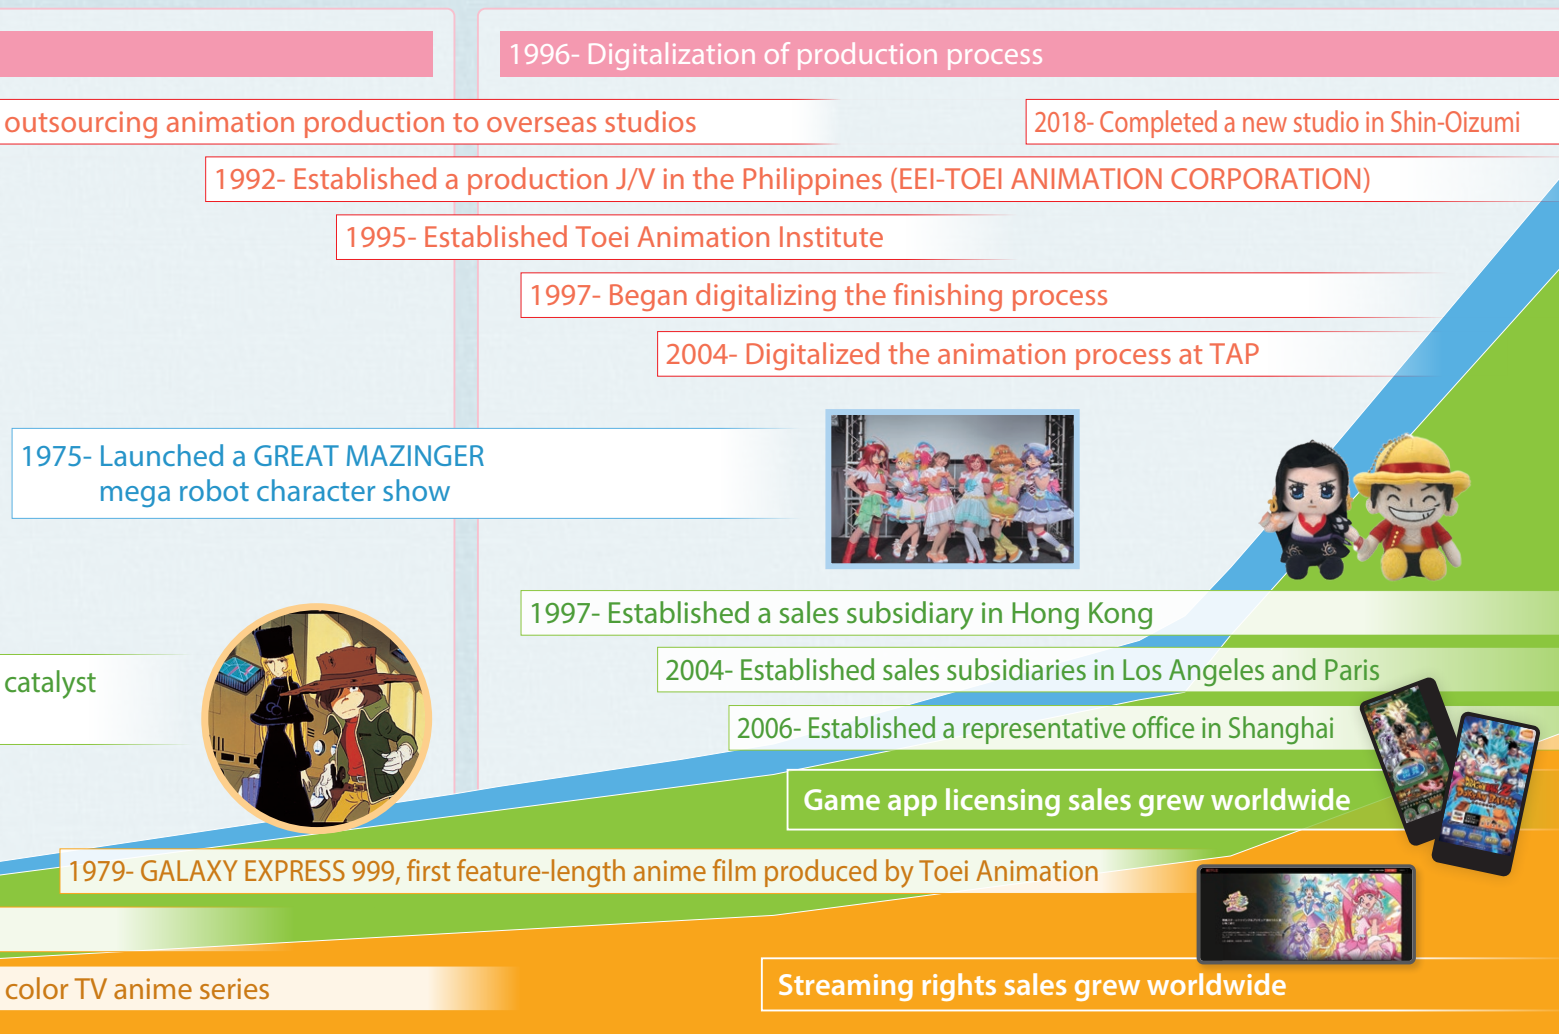 1996- Digitalization of production process
outsourcing animation production to overseas studios
2018- Completed a new studio in Shin-Oizumi
1992- Established a production J/V in the Philippines (EEI-TOEI ANIMATION CORPORATION)
1995- Established Toei Animation Institute
1997- Began digitalizing the finishing process
2004- Digitalized the animation process at TAP
1975- Launched a GREAT MAZINGER
mega robot character show
1997- Established a sales subsidiary in Hong Kong
catalyst
2004- Established sales subsidiaries in Los Angeles and Paris
2006- Established a representative office in Shanghai
Game app licensing sales grew worldwide
1979- GALAXY EXPRESS 999, first feature-length anime film produced by Toei Animation
color TV anime series
Streaming rights sales grew worldwide